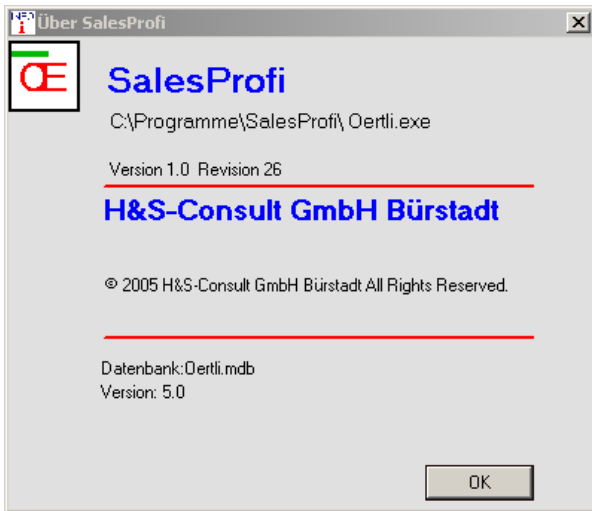 INFO
i
Über SalesProfi
Œ
SalesProfi
C:\Programme\SalesProfi\ Oertli.exe
Version 1.0 Revision 26
H&S-Consult GmbH Bürstadt
© 2005 H&S-Consult GmbH Bürstadt All Rights Reserved.
Datenbank:Oertli.mdb
Version: 5.0
OK